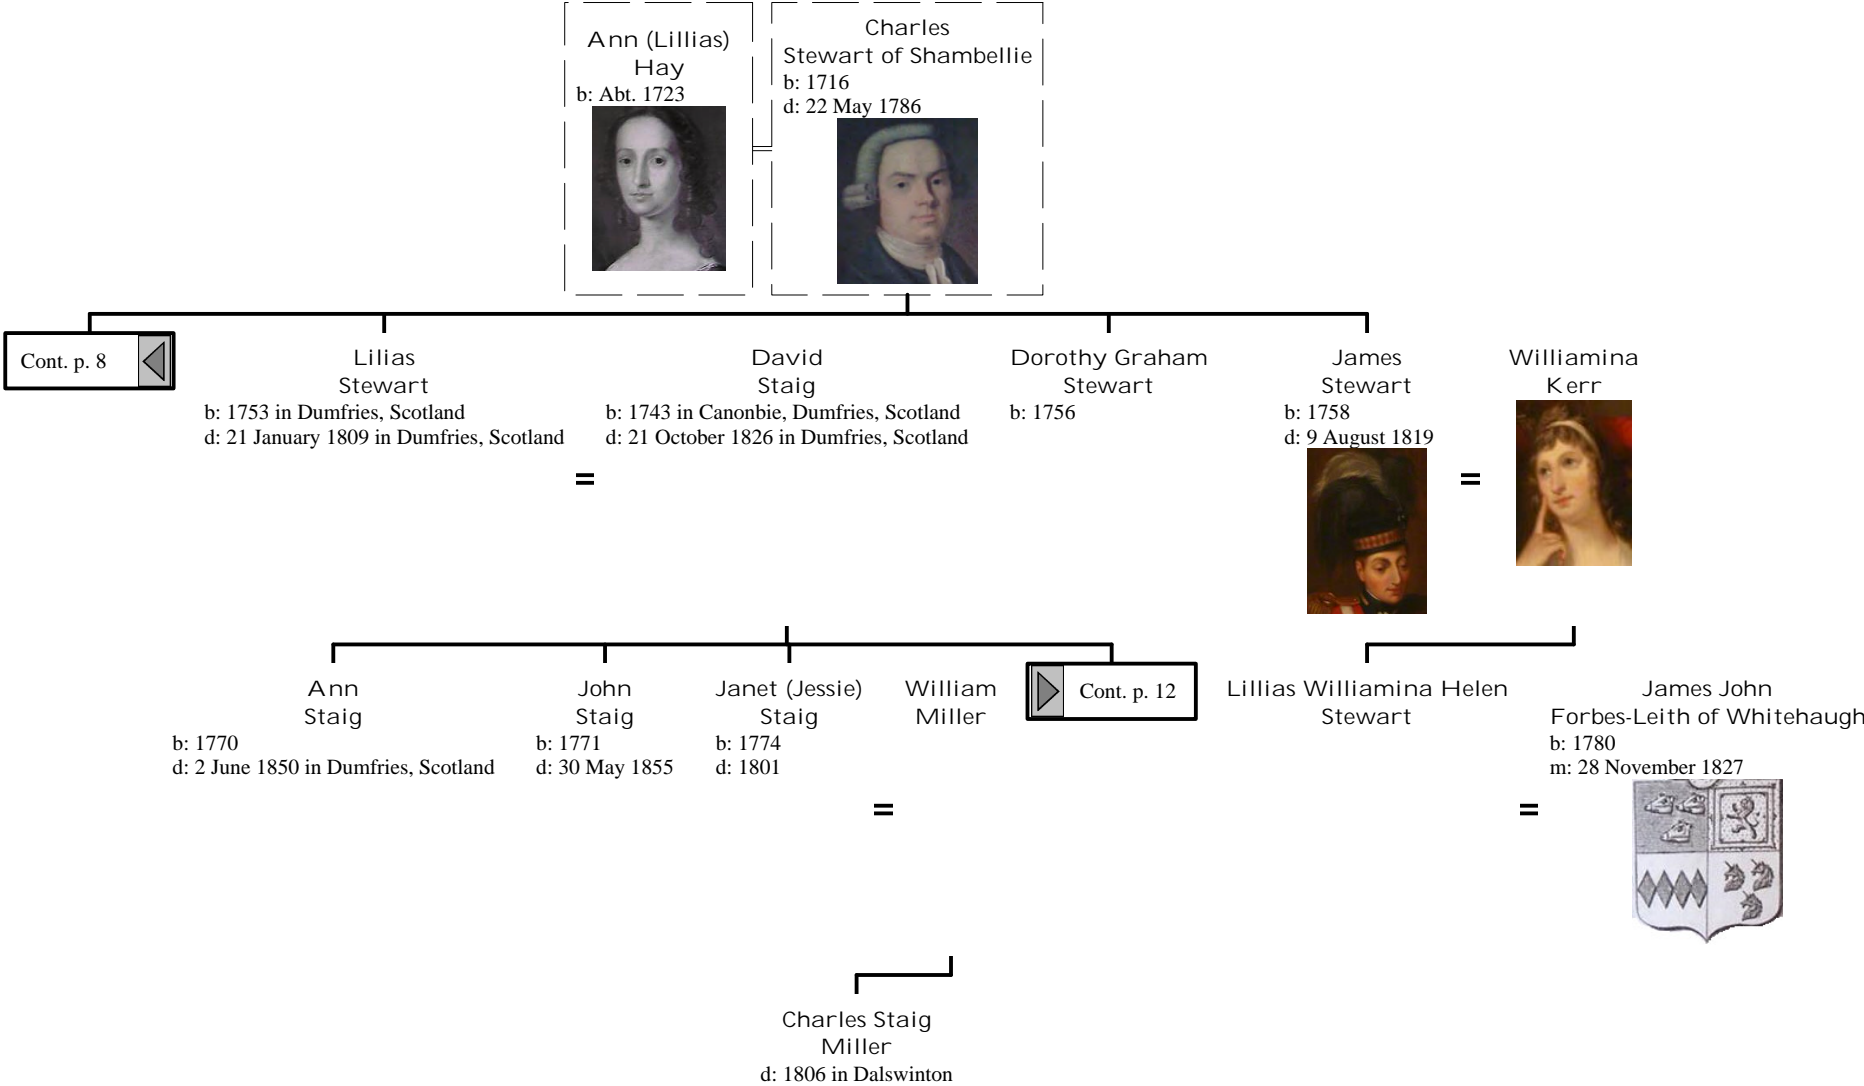 Ann (Lillias)
Hay
b: Abt. 1723
Charles
Stewart of Shambellie
b: 1716
d: 22 May 1786
Cont. p. 8
Lilias
Stewart
b: 1753 in Dumfries, Scotland
d: 21 January 1809 in Dumfries, Scotland
=
David
Staig
b: 1743 in Canonbie, Dumfries, Scotland
d: 21 October 1826 in Dumfries, Scotland
Dorothy Graham
Stewart
b: 1756
James
Stewart
b: 1758
d: 9 August 1819
=
Williamina
Kerr
Ann
Staig
b: 1770
d: 2 June 1850 in Dumfries, Scotland
John
Staig
b: 1771
d: 30 May 1855
Janet (Jessie)
Staig
b: 1774
d: 1801
=
William
Miller
Cont. p. 12
Lillias Williamina Helen
Stewart
=
James John
Forbes-Leith of Whitehaugh
b: 1780
m: 28 November 1827
Charles Staig
Miller
d: 1806 in Dalswinton